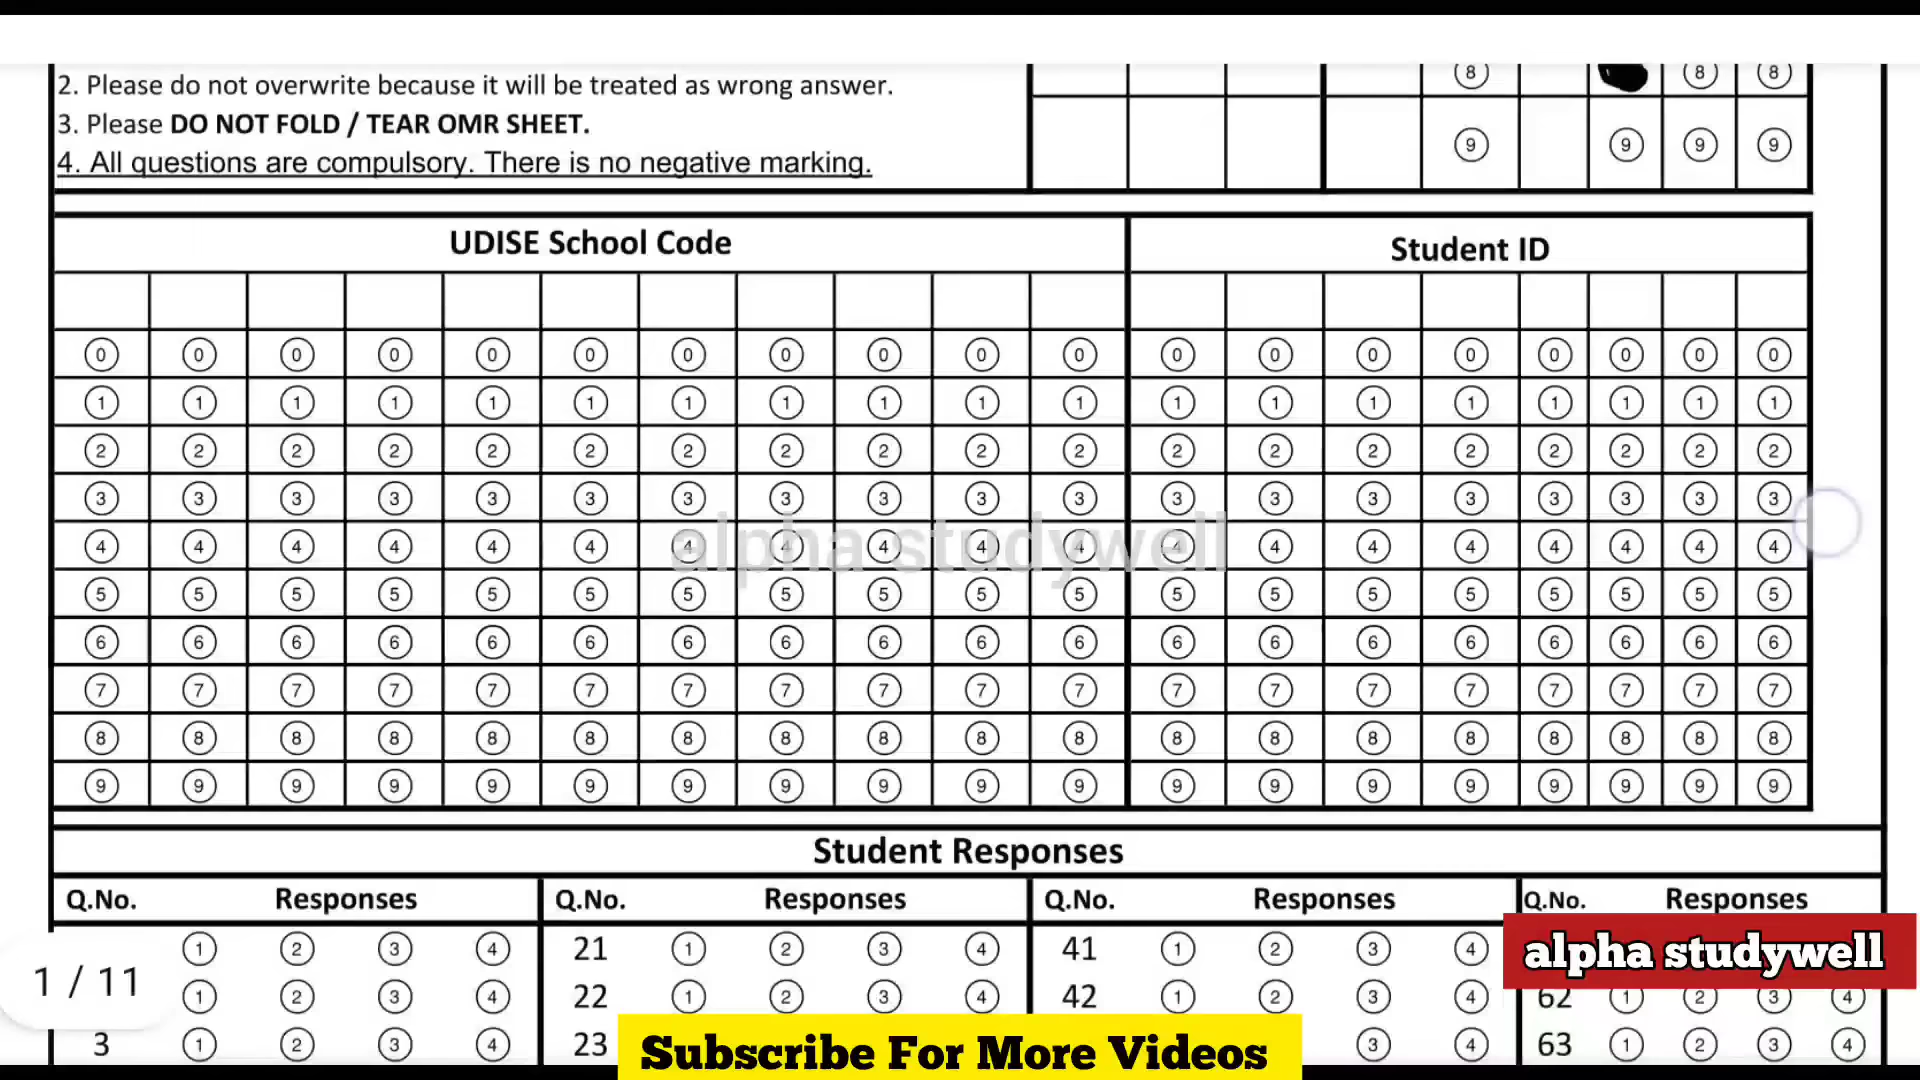 2. Please do not overwrite because it will be treated as wrong answer. 8 8 8
3. Please DO NOT FOLD / TEAR OMR SHEET.
4. All questions are compulsory. There is no negative marking. 9 9 9 9
UDISE School Code Student ID
0 0 0 0 0 0 0 0 0 0 0 0 0 0 0 0 0 0 0
1 1 1 1 1 1 1 1 1 1 1 1 1 1 1 1 1 1 1
2 2 2 2 2 2 2 2 2 2 2 2 2 2 2 2 2 2 2
3 3 3 3 3 3 3 3 3 3 3 3 3 3 3 3 3 3 3
4 4 4 4 4 4 4 4 4 4 4 4 4 4 4 4 4 4 4
alpha studywell
5 5 5 5 5 5 5 5 5 5 5 5 5 5 5 5 5 5 5
6 6 6 6 6 6 6 6 6 6 6 6 6 6 6 6 6 6 6
7 7 7 7 7 7 7 7 7 7 7 7 7 7 7 7 7 7 7
8 8 8 8 8 8 8 8 8 8 8 8 8 8 8 8 8 8 8
9 9 9 9 9 9 9 9 9 9 9 9 9 9 9 9 9 9 9
Student Responses
Q.No. Responses Q.No. Responses Q.No. Responses Q.No. Responses
1 2 3 4 21 1 2 3 4 41 1 2 3 4
alpha studywell
1 / 11
1 2 3 4 22 1 2 3 4 42 1 2 3 4 62 1 2 3 4
3 1 2 3 4 23 3 4 63 1 2 3 4
Subscribe For More Videos